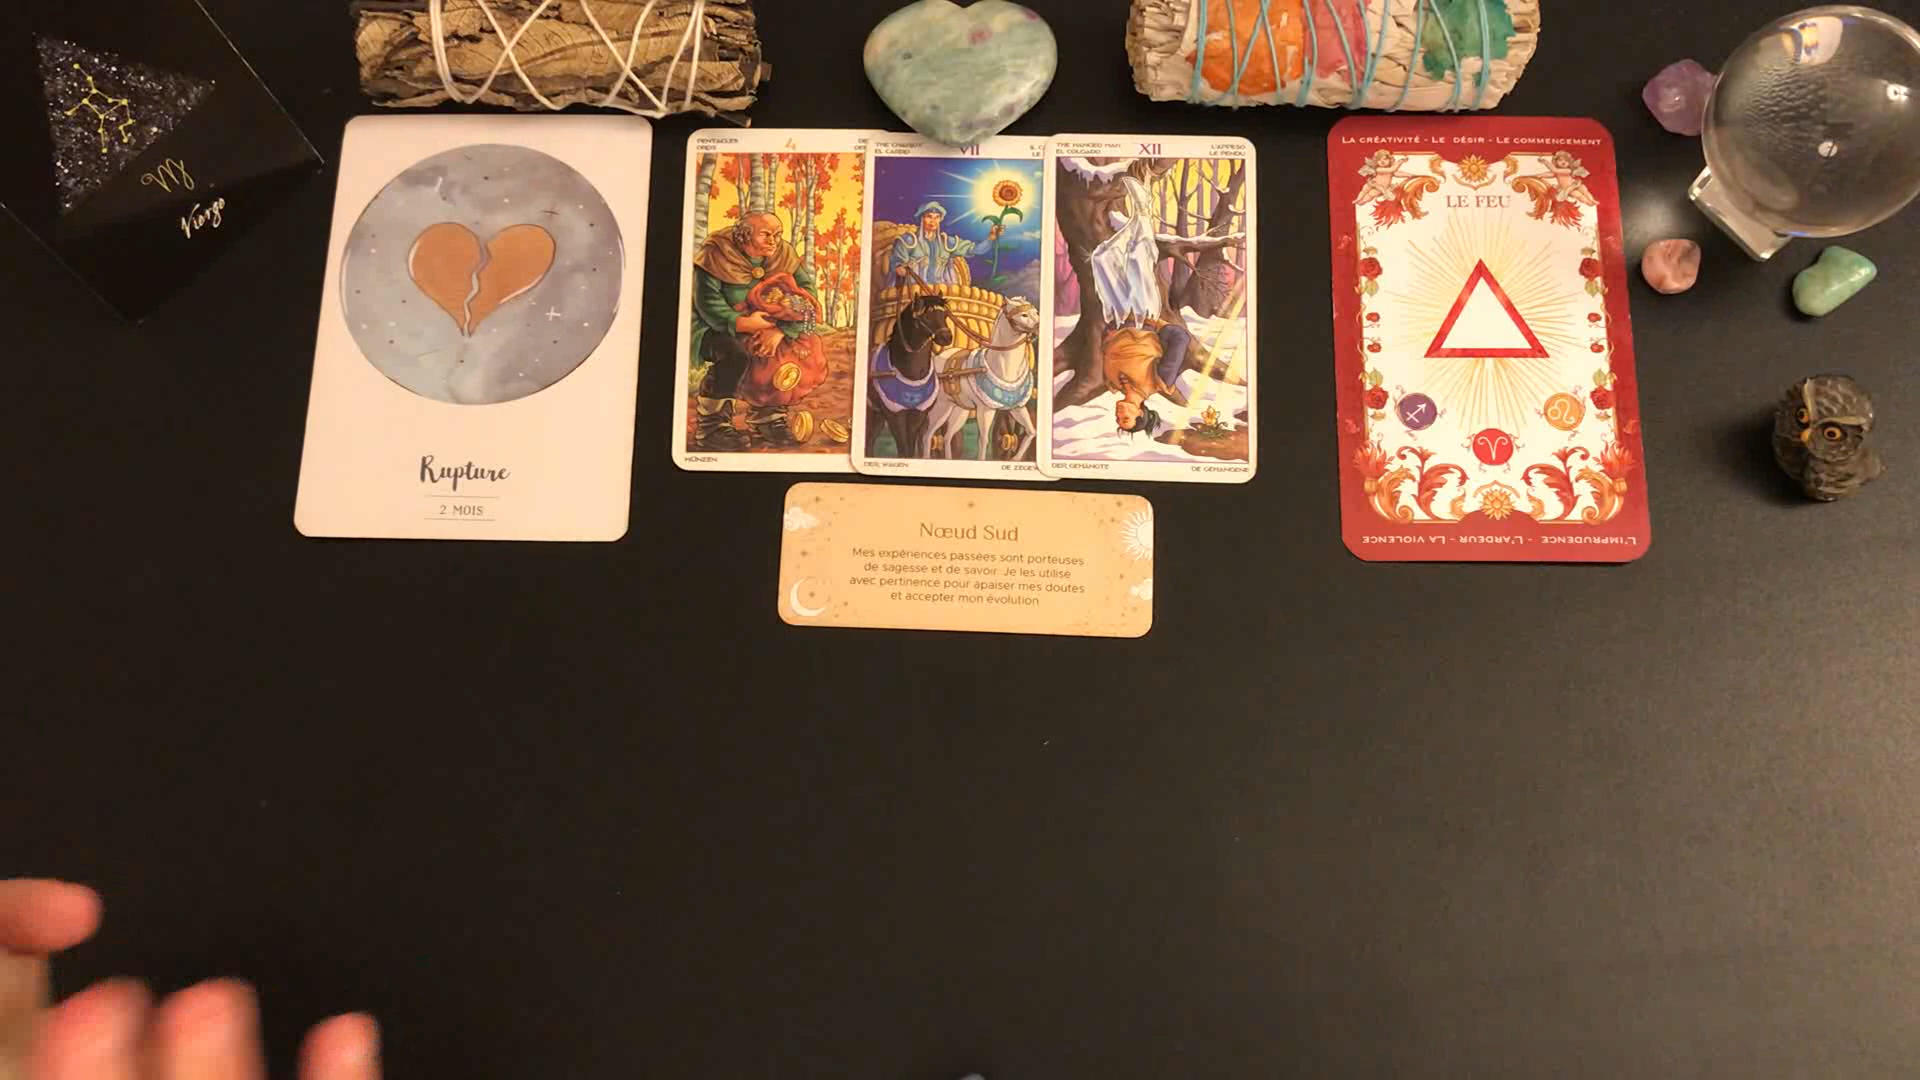 Vierge
Rupture
2 MOIS
PENTACLES
OROS
4
DE
MÜNZEN
THE CHARIOT
EL CARRO
VII
DER WAGEN
THE HANGED MAN
EL COLGADO
XII
L'APPESO
LE PENDU
DER GEHÄNGTE
DE GEHANGENE
Nœud Sud
Mes expériences passées sont porteuses
de sagesse et de savoir. Je les utilise
avec pertinence pour apaiser mes doutes
et accepter mon évolution
LA CRÉATIVITÉ - LE DÉSIR - LE COMMENCEMENT
LE FEU
L'IMPRUDENCE - L'ARDEUR - LA VIOLENCE